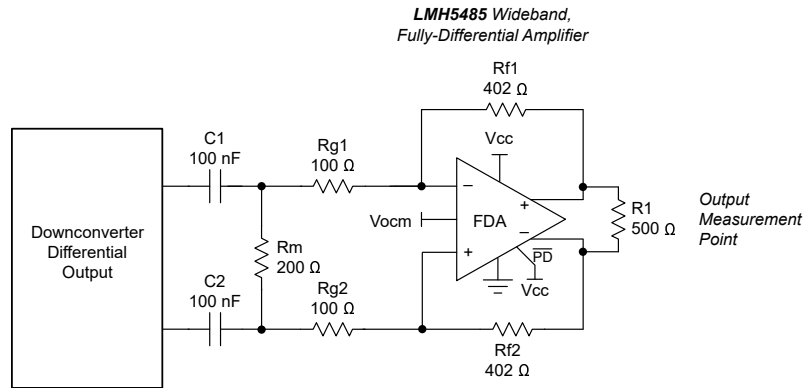 LMH5485 Wideband,
Fully-Differential Amplifier
Rf1
402 Ω
C1
100 nF
Rg1
100 Ω
Vcc
−
+
Vocm
FDA
R1
500 Ω
Output
Measurement
Point
Downconverter
Differential
Output
Rm
200 Ω
+
−
PD
Vcc
C2
100 nF
Rg2
100 Ω
Rf2
402 Ω